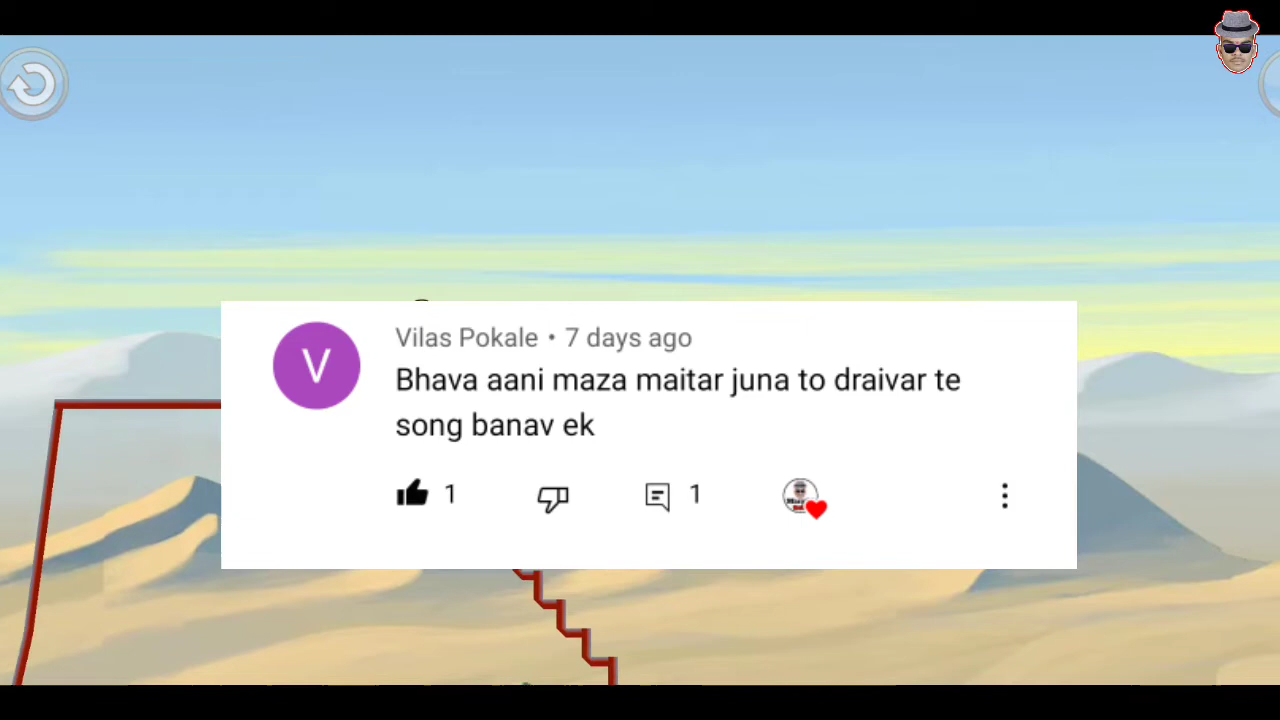 V
Vilas Pokale • 7 days ago
Bhava aani maza maitar juna to draivar te
song banav ek
1
1